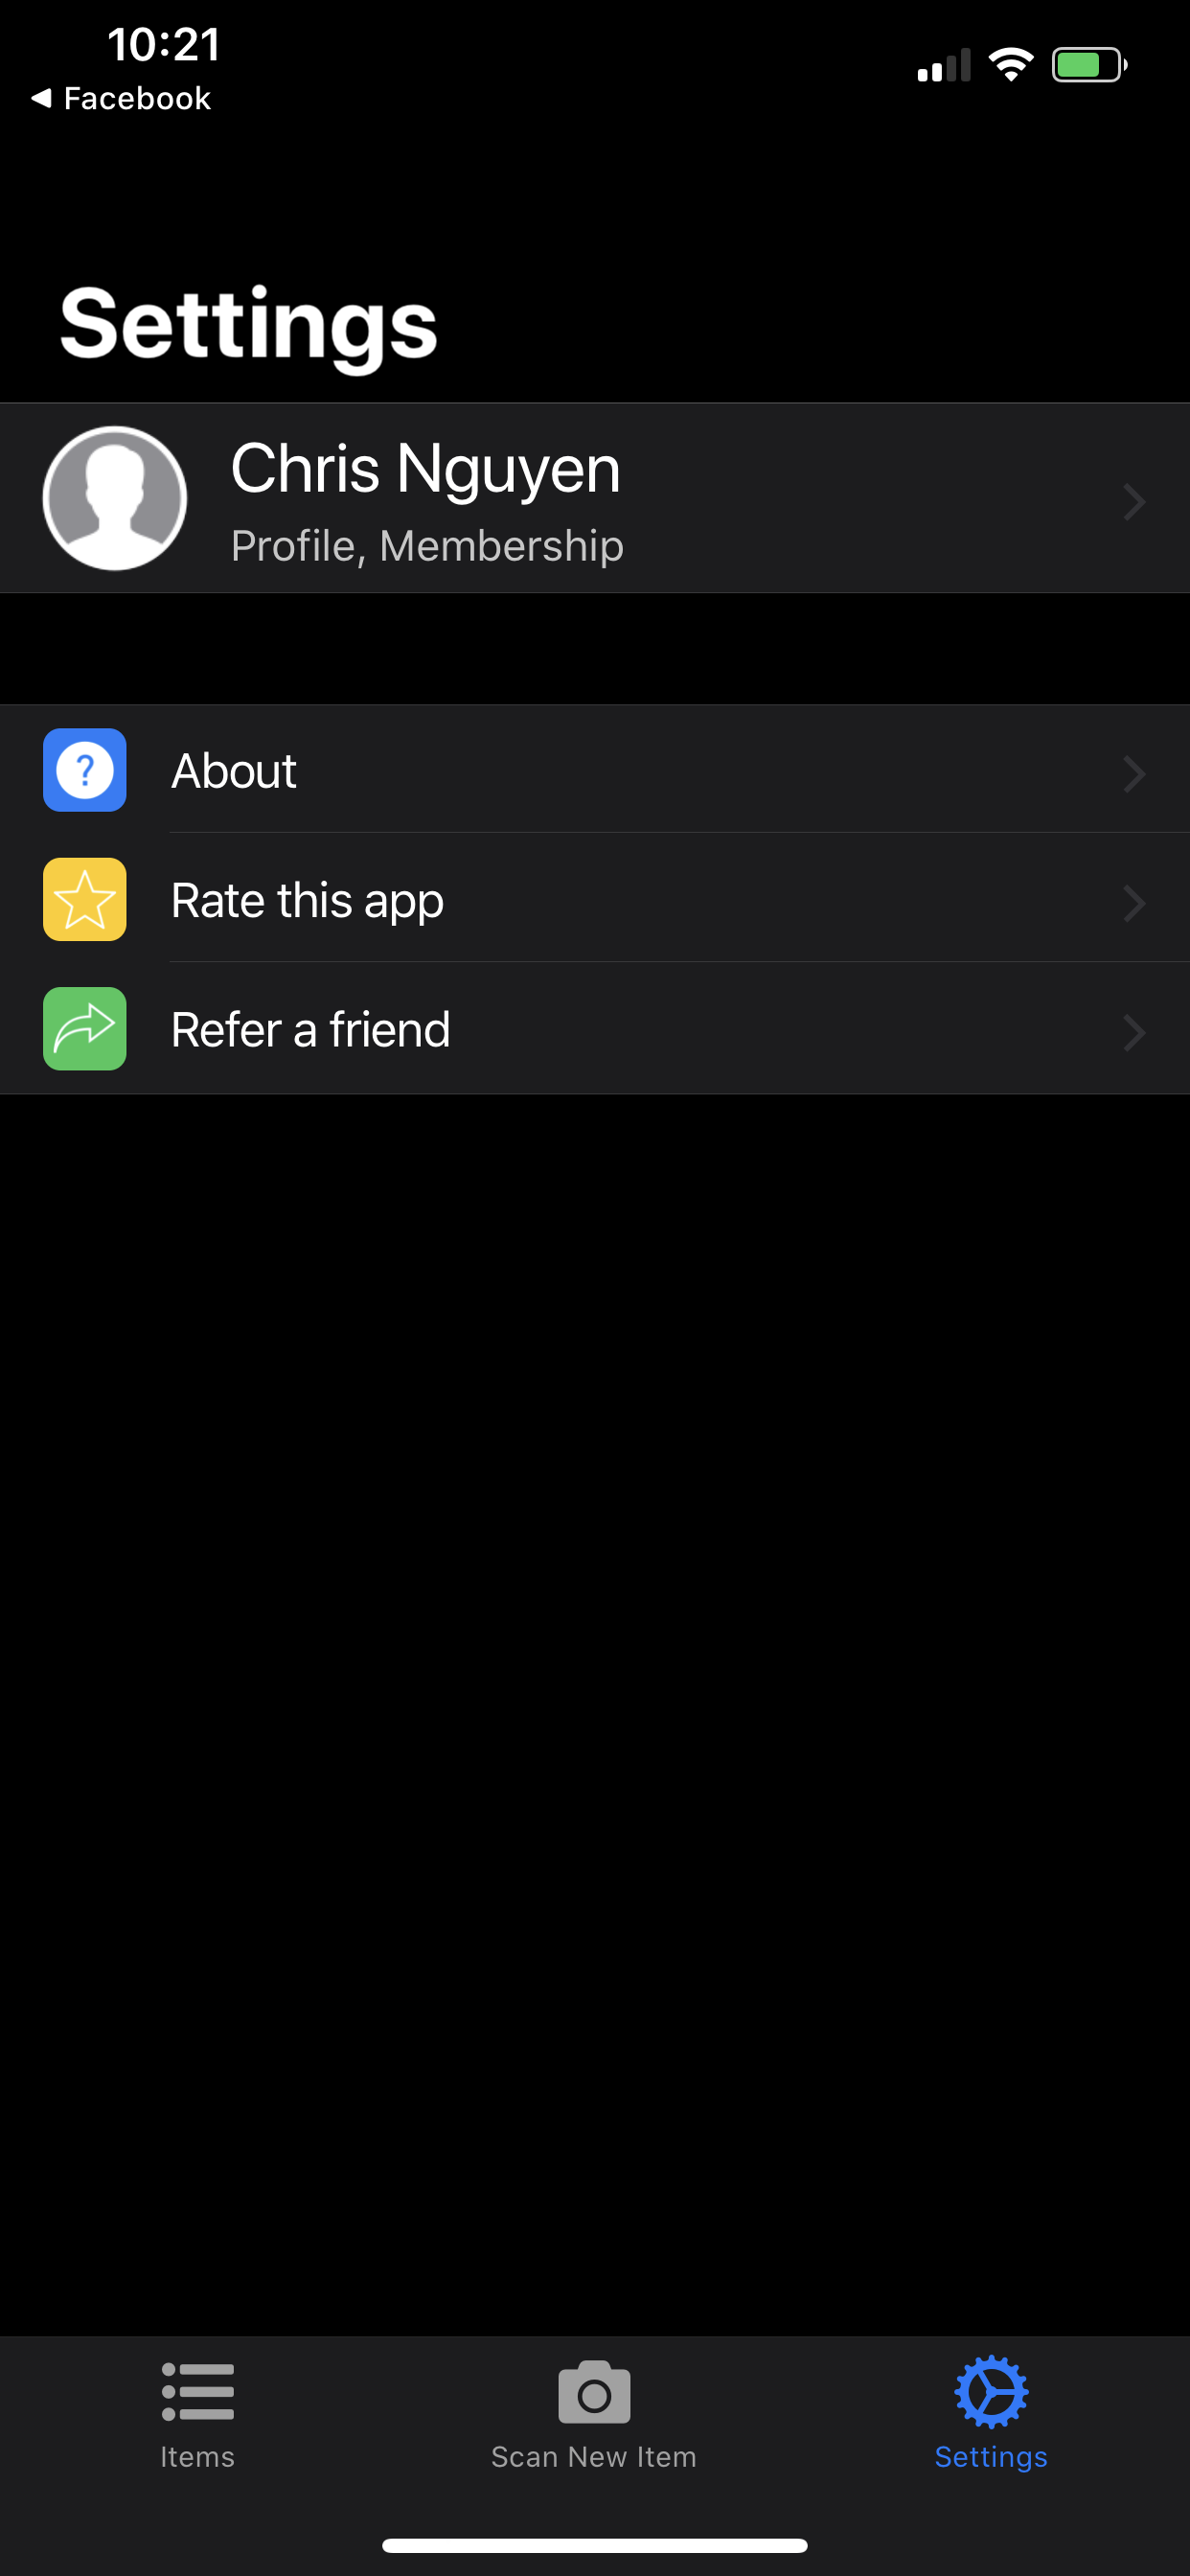 10:21
◀ Facebook
Settings
Chris Nguyen
Profile, Membership
?
About
Rate this app
Refer a friend
Items
Scan New Item
Settings